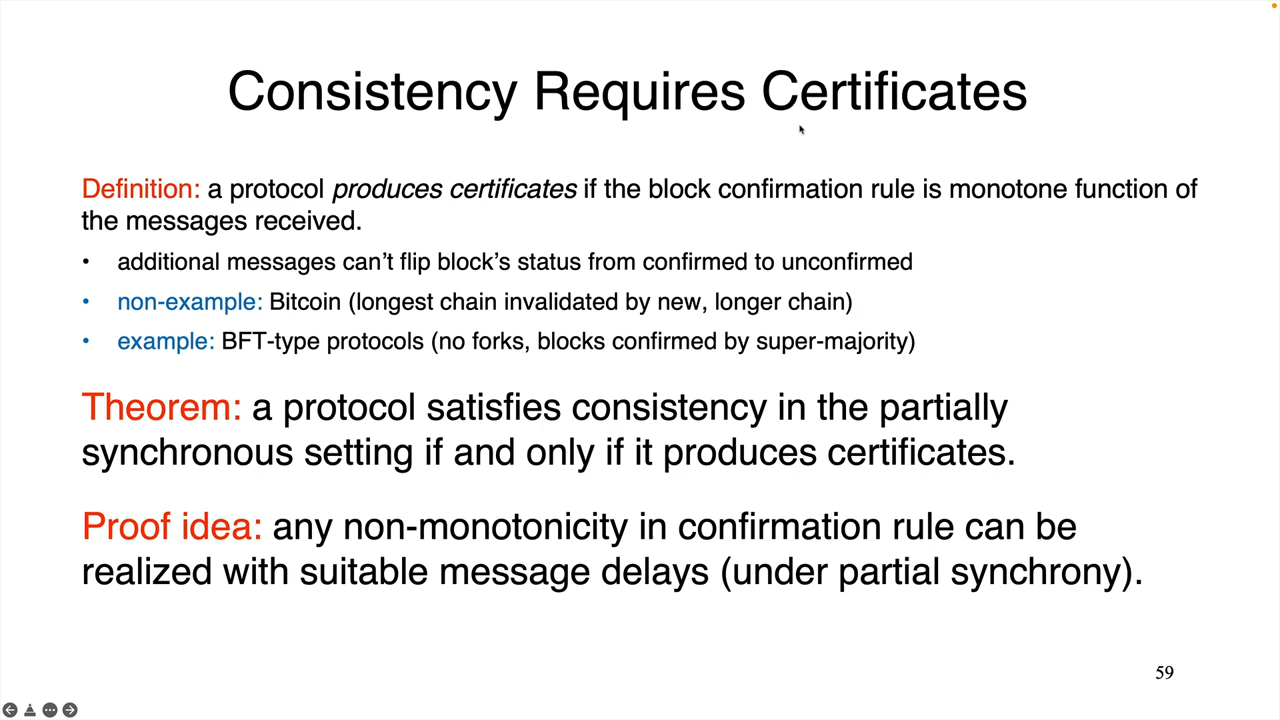 Consistency Requires Certificates
Definition: a protocol produces certificates if the block confirmation rule is monotone function of
the messages received.
• additional messages can’t flip block’s status from confirmed to unconfirmed
• non-example: Bitcoin (longest chain invalidated by new, longer chain)
• example: BFT-type protocols (no forks, blocks confirmed by super-majority)
Theorem: a protocol satisfies consistency in the partially
synchronous setting if and only if it produces certificates.
Proof idea: any non-monotonicity in confirmation rule can be
realized with suitable message delays (under partial synchrony).
59